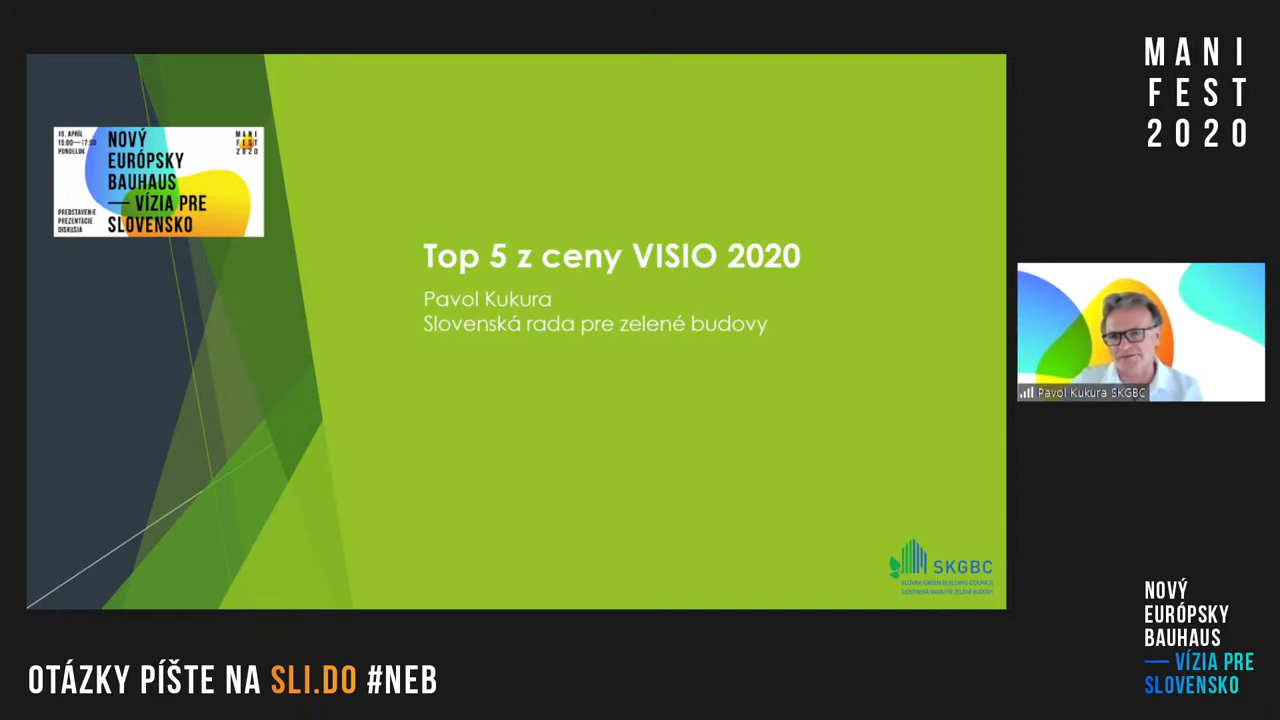 MANI
FEST
2020
19. APRÍL
15:00—17:00
PONDELOK
NOVÝ
EURÓPSKY
BAUHAUS
— VÍZIA PRE
SLOVENSKO
MANI
FEST
2020
PREDSTAVENIE
PREZENTÁCIE
DISKUSIA
Top 5 z ceny VISIO 2020
Pavol Kukura
Slovenská rada pre zelené budovy
Pavol Kukura SKGBC
SKGBC
SLOVAK GREEN BUILDING COUNCIL
SLOVENSKÁ RADA PRE ZELENÉ BUDOVY
NOVÝ
EURÓPSKY
BAUHAUS
— VÍZIA PRE
SLOVENSKO
OTÁZKY PÍŠTE NA SLI.DO #NEB